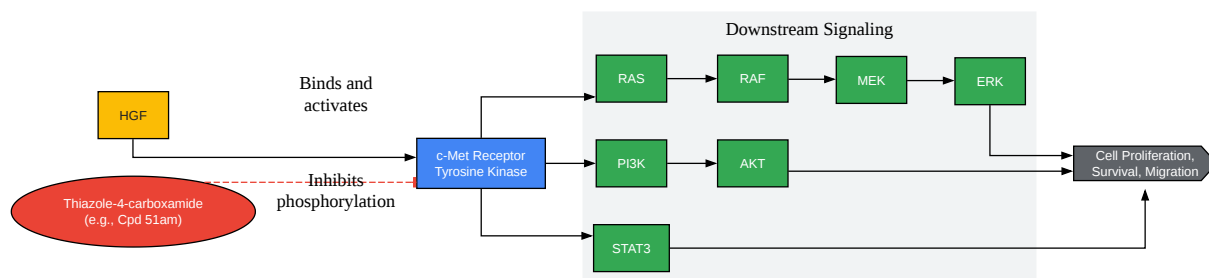 Downstream Signaling
RAS
RAF
MEK
ERK
Binds and
activates
HGF
c-Met Receptor
Tyrosine Kinase
PI3K
AKT
Cell Proliferation,
Survival, Migration
Inhibits
phosphorylation
Thiazole-4-carboxamide
(e.g., Cpd 51am)
STAT3